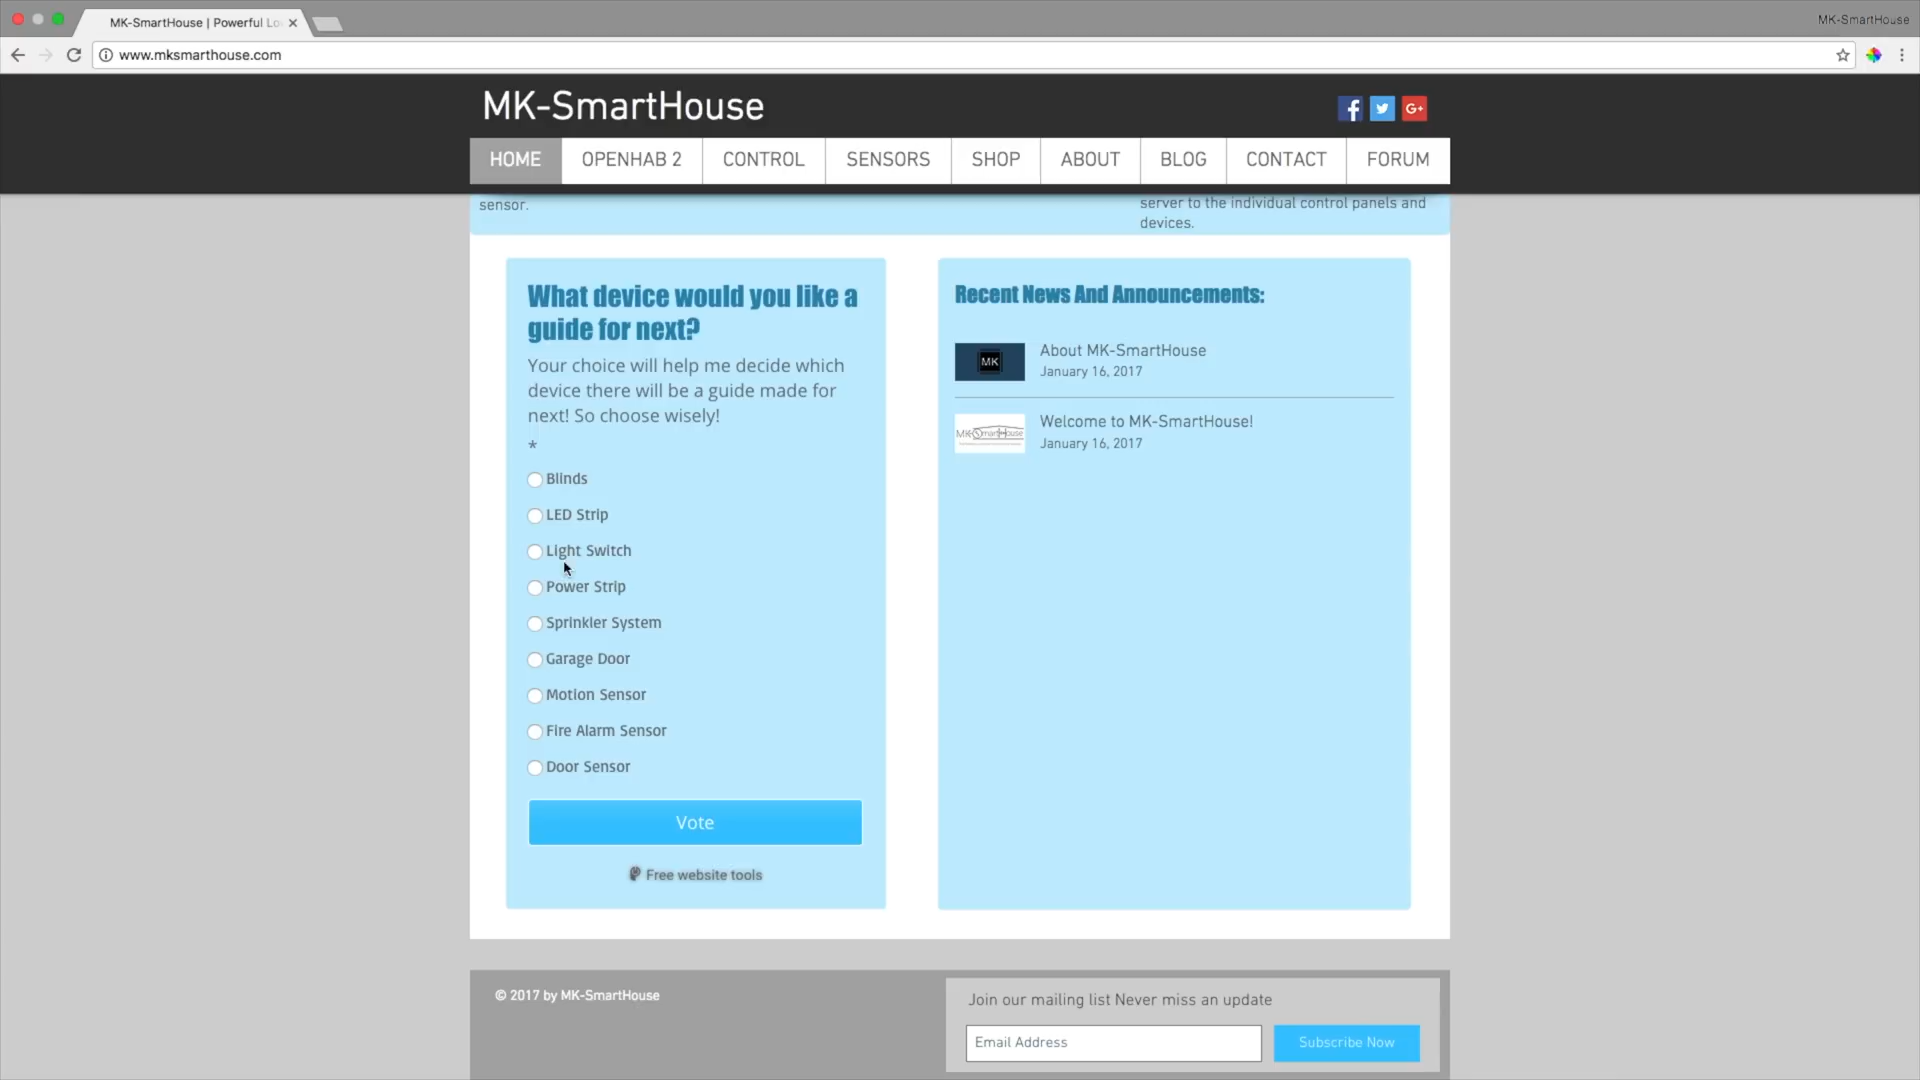 MK-SmartHouse | Powerful Lo
MK-SmartHouse
www.mksmarthouse.com
MK-SmartHouse
HOME
OPENHAB 2
CONTROL
SENSORS
SHOP
ABOUT
BLOG
CONTACT
FORUM
sensor.
server to the individual control panels and
devices.
What device would you like a
guide for next?
Your choice will help me decide which
device there will be a guide made for
next! So choose wisely!
*
Blinds
LED Strip
Light Switch
Power Strip
Sprinkler System
Garage Door
Motion Sensor
Fire Alarm Sensor
Door Sensor
Vote
Free website tools
Recent News And Announcements:
MK
About MK-SmartHouse
January 16, 2017
MK-SmartHouse
Welcome to MK-SmartHouse!
January 16, 2017
© 2017 by MK-SmartHouse
Join our mailing list Never miss an update
Email Address
Subscribe Now